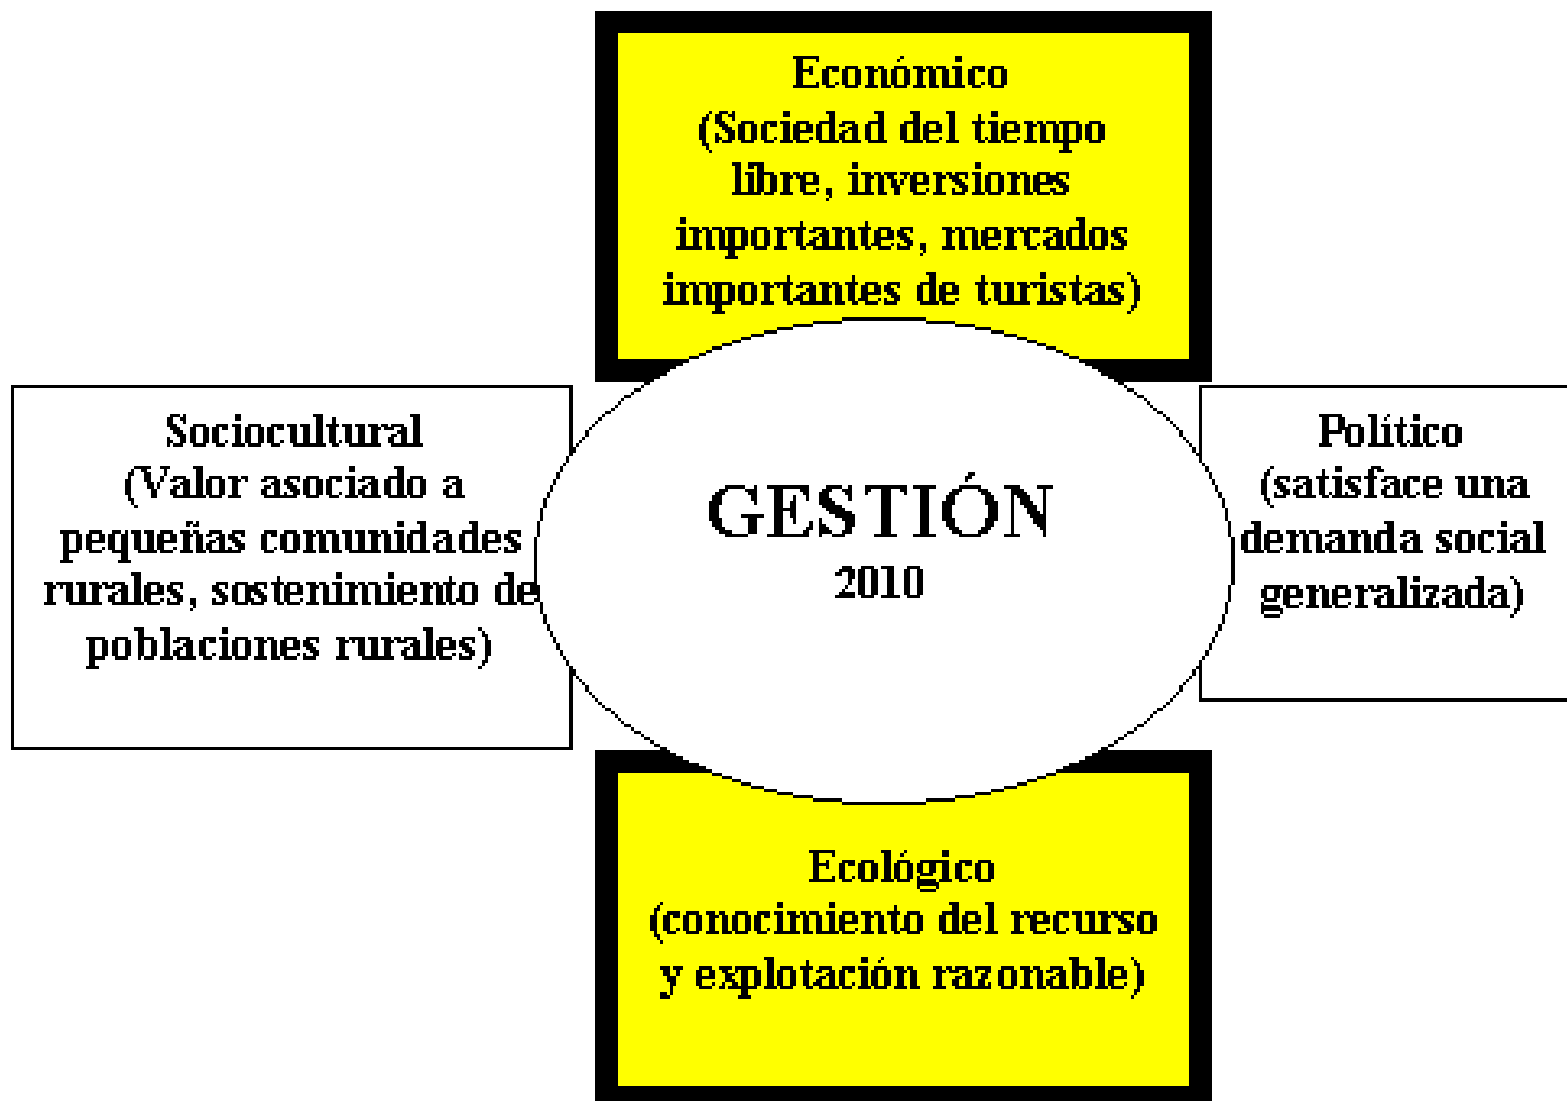 Económico
(Sociedad del tiempo
libre, inversiones
importantes, mercados
importantes de turistas)
Sociocultural
(Valor asociado a
pequeñas comunidades
rurales, sostenimiento de
poblaciones rurales)
GESTIÓN
2010
Político
(satisface una
demanda social
generalizada)
Ecológico
(conocimiento del recurso
y explotación razonable)